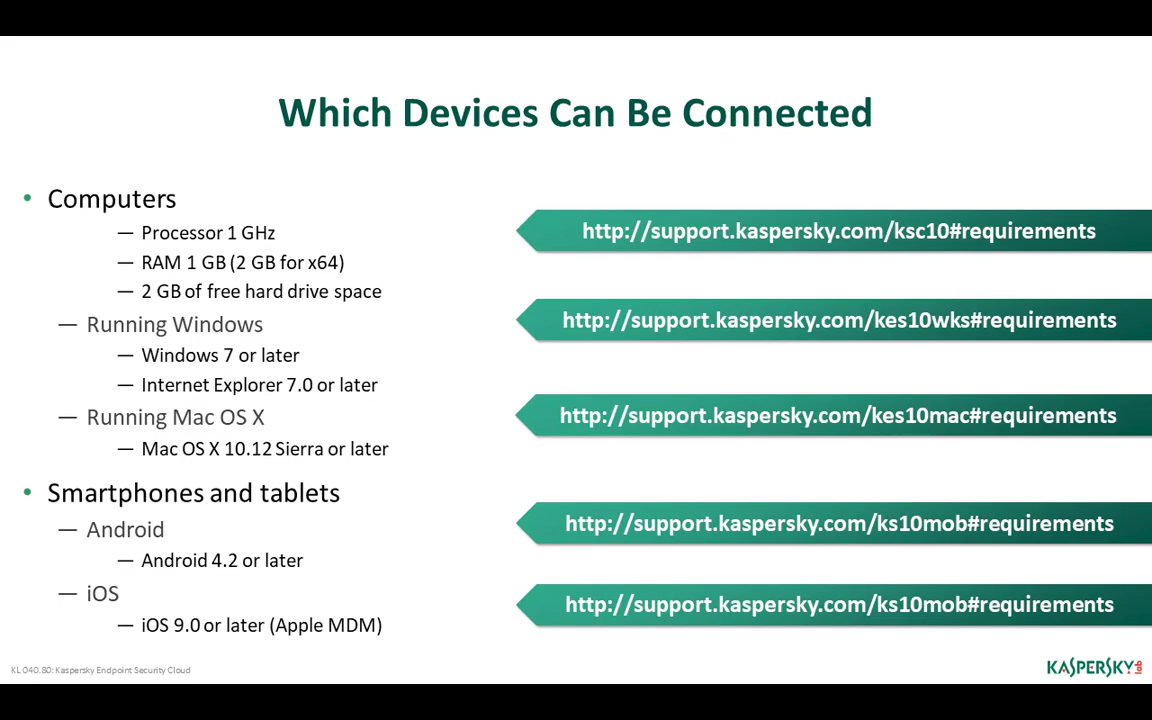 Which Devices Can Be Connected
• Computers
— Processor 1 GHz
http://support.kaspersky.com/ksc10#requirements
— RAM 1 GB (2 GB for x64)
— 2 GB of free hard drive space
— Running Windows
http://support.kaspersky.com/kes10wks#requirements
— Windows 7 or later
— Internet Explorer 7.0 or later
— Running Mac OS X
http://support.kaspersky.com/kes10mac#requirements
— Mac OS X 10.12 Sierra or later
• Smartphones and tablets
— Android
http://support.kaspersky.com/ks10mob#requirements
— Android 4.2 or later
— iOS
http://support.kaspersky.com/ks10mob#requirements
— iOS 9.0 or later (Apple MDM)
KL 040.80: Kaspersky Endpoint Security Cloud
KASPERSKY lab